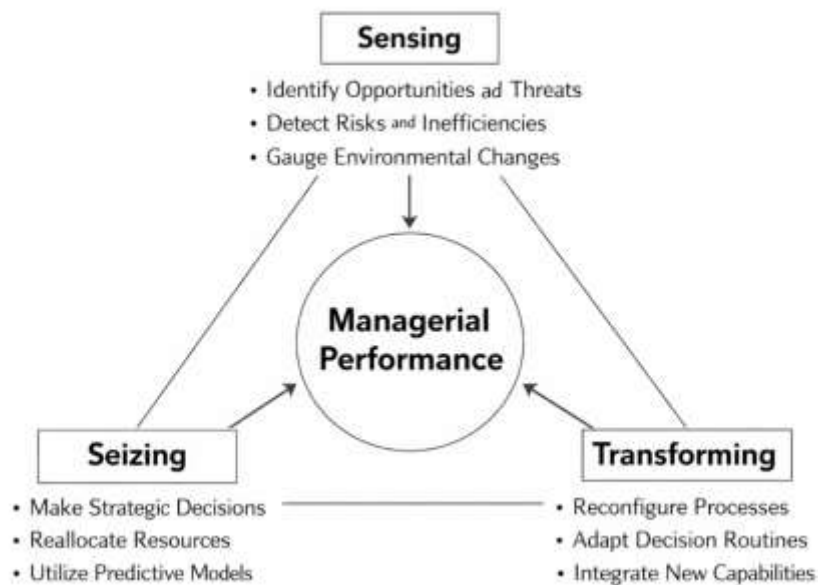 Sensing
• Identify Opportunities ad Threats
• Detect Risks and Inefficiencies
• Gauge Environmental Changes
Managerial
Performance
Seizing
• Make Strategic Decisions
• Reallocate Resources
• Utilize Predictive Models
Transforming
• Reconfigure Processes
• Adapt Decision Routines
• Integrate New Capabilities